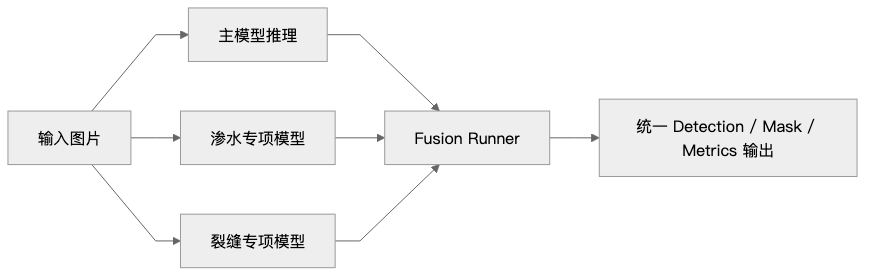 主模型推理
输入图片
渗水专项模型
Fusion Runner
统一 Detection / Mask /
Metrics 输出
裂缝专项模型